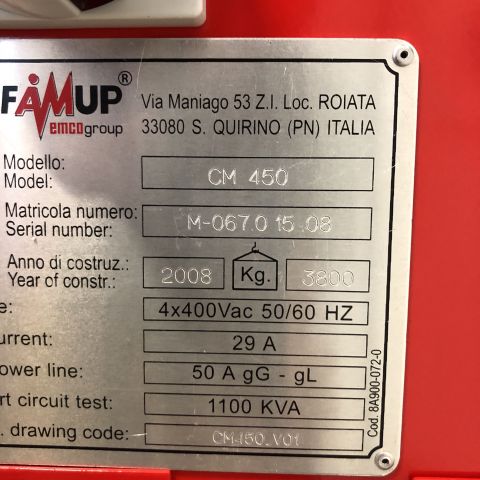 FAMUP® Via Maniago 53 Z.I. Loc. ROIATA
emcogroup 33080 S. QUIRINO (PN) ITALIA
Modello:
Model: CM 450
Matricola numero:
Serial number: M-067.0 15 .08
Anno di costruz.:
Year of constr.: 2008 Kg. 3800
e: 4x400Vac 50/60 HZ
urrent: 29 A
ower line: 50 A gG - gL
rt circuit test: 1100 KVA
. drawing code: CM450.V01
Cod. 8A900-072-0